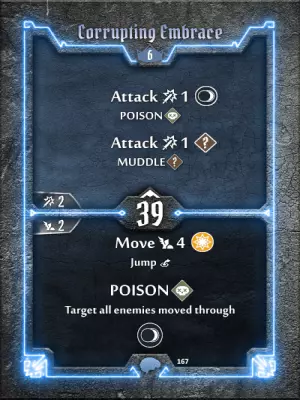 Corrupting Embrace
6
Attack 1
POISON
Attack 1
MUDDLE
2
39
2
Move 4
Jump
POISON
Target all enemies moved through
167